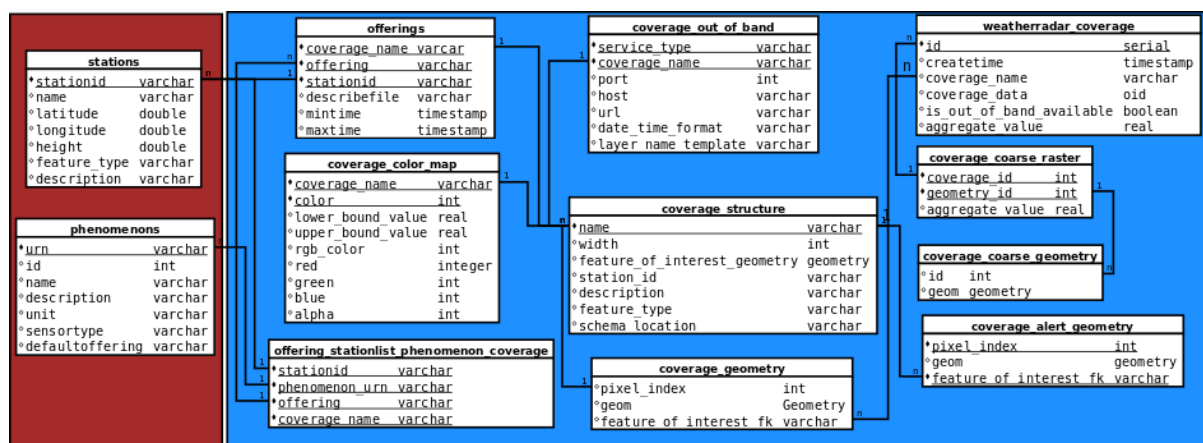 stations
stationid varchar
name varchar
latitude double
longitude double
height double
feature_type varchar
description varchar
phenomenons
urn varchar
id int
name varchar
description varchar
unit varchar
sensortype varchar
defaultoffering varchar
offerings
coverage_name varcar
offering varchar
stationid varchar
describefile varchar
mintime timestamp
maxtime timestamp
coverage_color_map
coverage_name varchar
color int
lower_bound_value real
upper_bound_value real
rgb_color int
red integer
green int
blue int
alpha int
offering_stationlist_phenomenon_coverage
stationid varchar
phenomenon_urn varchar
offering varchar
coverage_name varchar
coverage_out_of_band
service_type varchar
coverage_name varchar
port int
host varchar
url varchar
date_time_format varchar
layer_name_template varchar
coverage_structure
name varchar
width int
feature_of_interest_geometry geometry
station_id varchar
description varchar
feature_type varchar
schema_location varchar
coverage_geometry
pixel_index int
geom Geometry
feature_of_interest_fk varchar
weatherradar_coverage
id serial
createtime timestamp
coverage_name varchar
coverage_data oid
is_out_of_band_available boolean
aggregate_value real
coverage_coarse_raster
coverage_id int
geometry_id int
aggregate_value real
coverage_coarse_geometry
id int
geom geometry
coverage_alert_geometry
pixel_index int
geom geometry
feature_of_interest_fk varchar